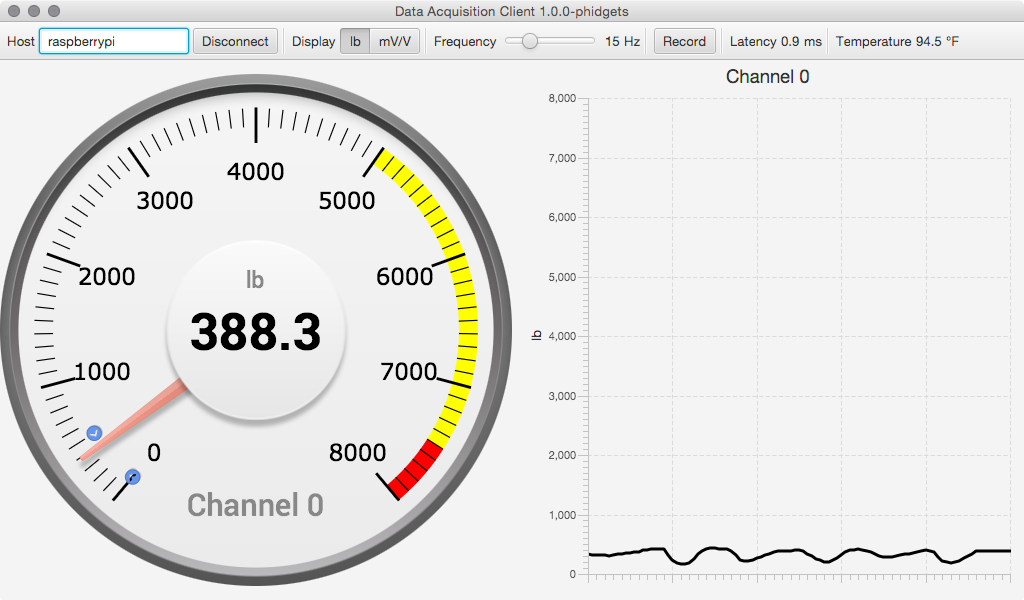 Data Acquisition Client 1.0.0-phidgets
Host raspberrypi Disconnect Display lb mV/V Frequency 15 Hz Record Latency 0.9 ms Temperature 94.5 °F
4000
3000 5000
2000 6000
1000 7000
0 8000
lb
388.3
Channel 0
Channel 0
8,000
7,000
6,000
5,000
4,000
3,000
2,000
1,000
0
lb